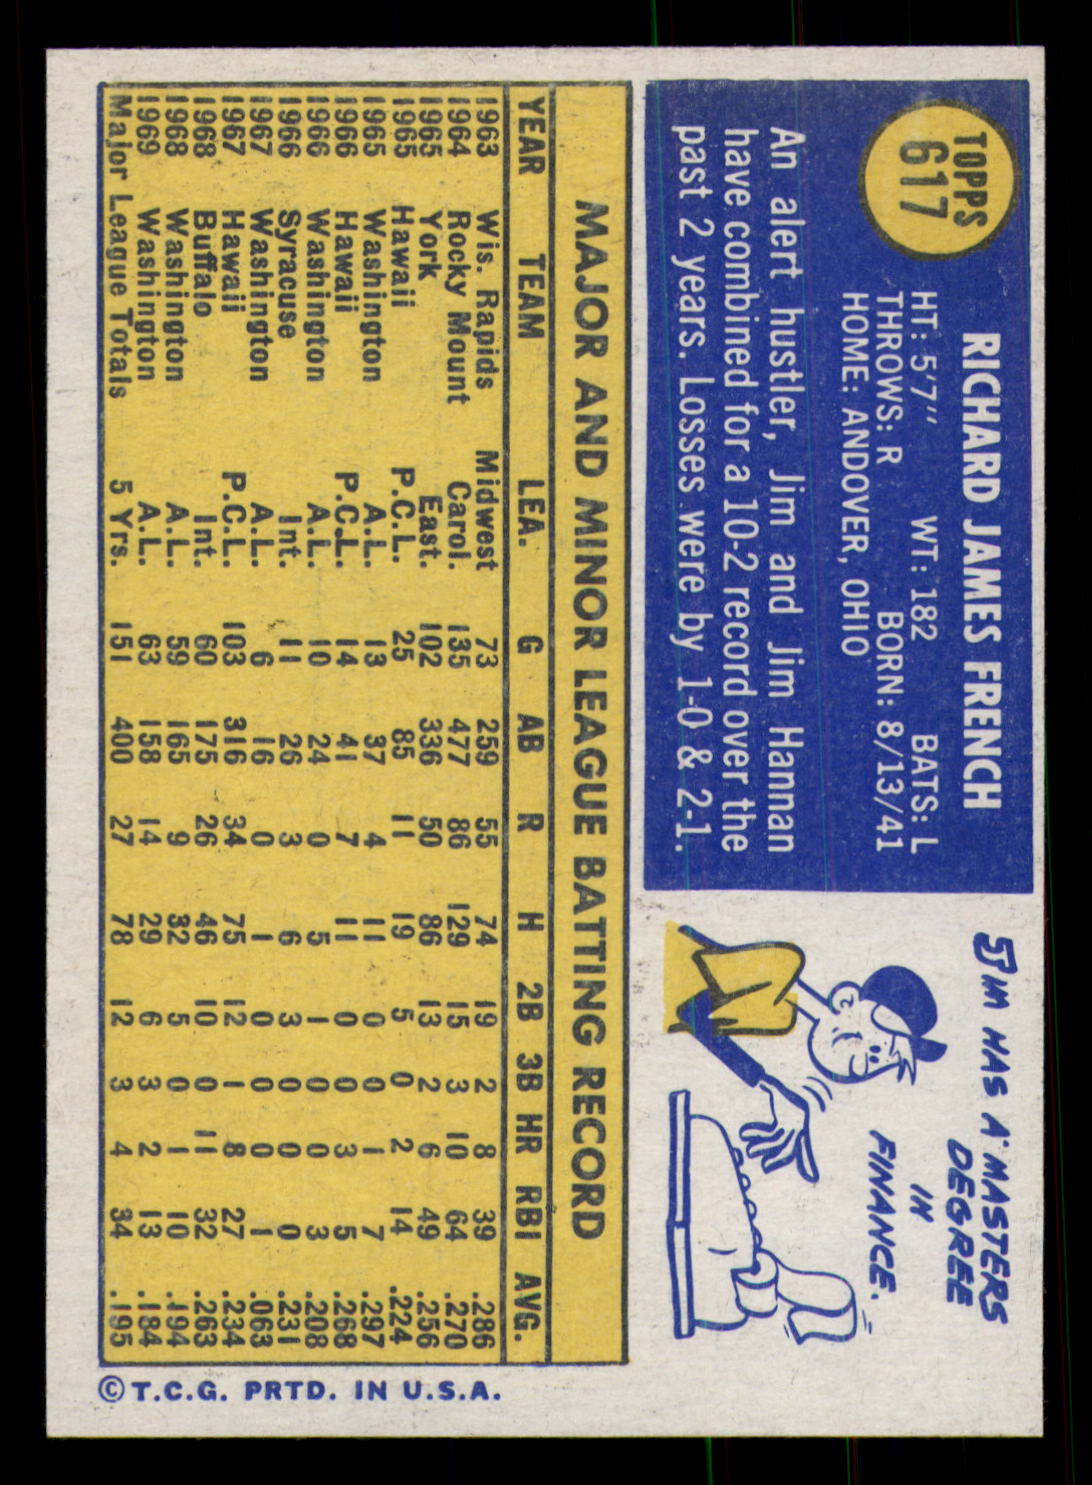 TOPPS
617
RICHARD JAMES FRENCH
HT: 5'7" WT: 182 BATS: L
THROWS: R BORN: 8/13/41
HOME: ANDOVER, OHIO
An alert hustler, Jim and Jim Hannan
have combined for a 10-2 record over the
past 2 years. Losses were by 1-0 & 2-1.
JIM HAS A MASTERS
DEGREE
IN
FINANCE.
MAJOR AND MINOR LEAGUE BATTING RECORD
YEAR TEAM LEA. G AB R H 2B 3B HR RBI AVG.
1963 Wis. Rapids Midwest 73 259 55 74 19 2 8 39 .286
1964 Rocky Mount Carol. 135 477 86 129 15 3 10 64 .270
1965 York East. 102 336 50 86 13 2 6 49 .256
1965 Hawaii P.C.L. 25 85 11 19 5 0 2 14 .224
1965 Washington A.L. 13 37 4 11 0 0 1 7 .297
1966 Hawaii P.C.L. 14 41 7 11 0 0 3 5 .268
1966 Washington A.L. 10 24 0 5 1 0 0 3 .208
1966 Syracuse Int. 11 26 3 6 3 0 0 0 .231
1967 Washington A.L. 6 16 0 1 0 0 0 1 .063
1967 Hawaii P.C.L. 103 316 34 75 12 1 8 27 .234
1968 Buffalo Int. 60 175 26 46 10 0 11 32 .263
1968 Washington A.L. 59 165 9 32 5 0 1 10 .194
1969 Washington A.L. 63 158 14 29 6 3 2 13 .184
Major League Totals 5 Yrs. 151 400 27 78 12 3 4 34 .195
© T.C.G. PRTD. IN U.S.A.